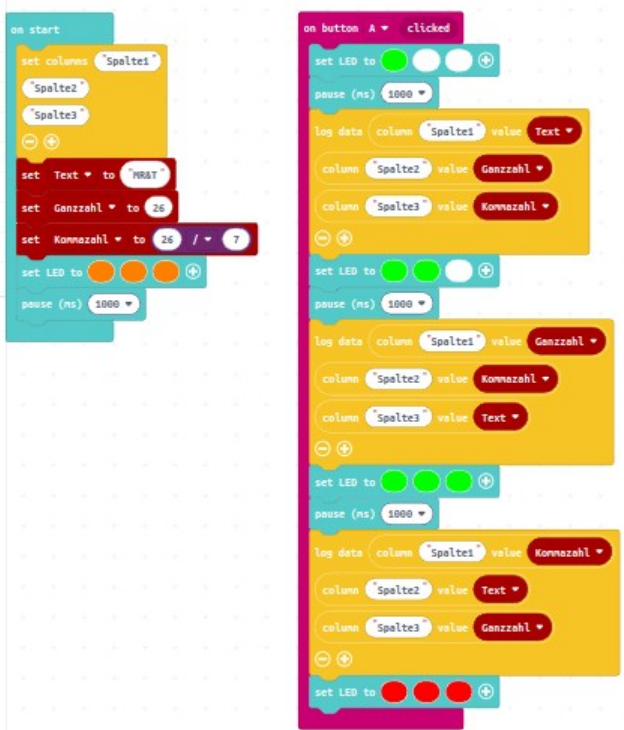 on start
set columns "Spalte1"
"Spalte2"
"Spalte3"
set Text to "MR&T"
set Ganzzahl to 26
set Kommazahl to 26 / 7
set LED to
pause (ms) 1000
on button A clicked
set LED to
pause (ms) 1000
log data column "Spalte1" value Text
column "Spalte2" value Ganzzahl
column "Spalte3" value Kommazahl
set LED to
pause (ms) 1000
log data column "Spalte1" value Ganzzahl
column "Spalte2" value Kommazahl
column "Spalte3" value Text
set LED to
pause (ms) 1000
log data column "Spalte1" value Kommazahl
column "Spalte2" value Text
column "Spalte3" value Ganzzahl
set LED to